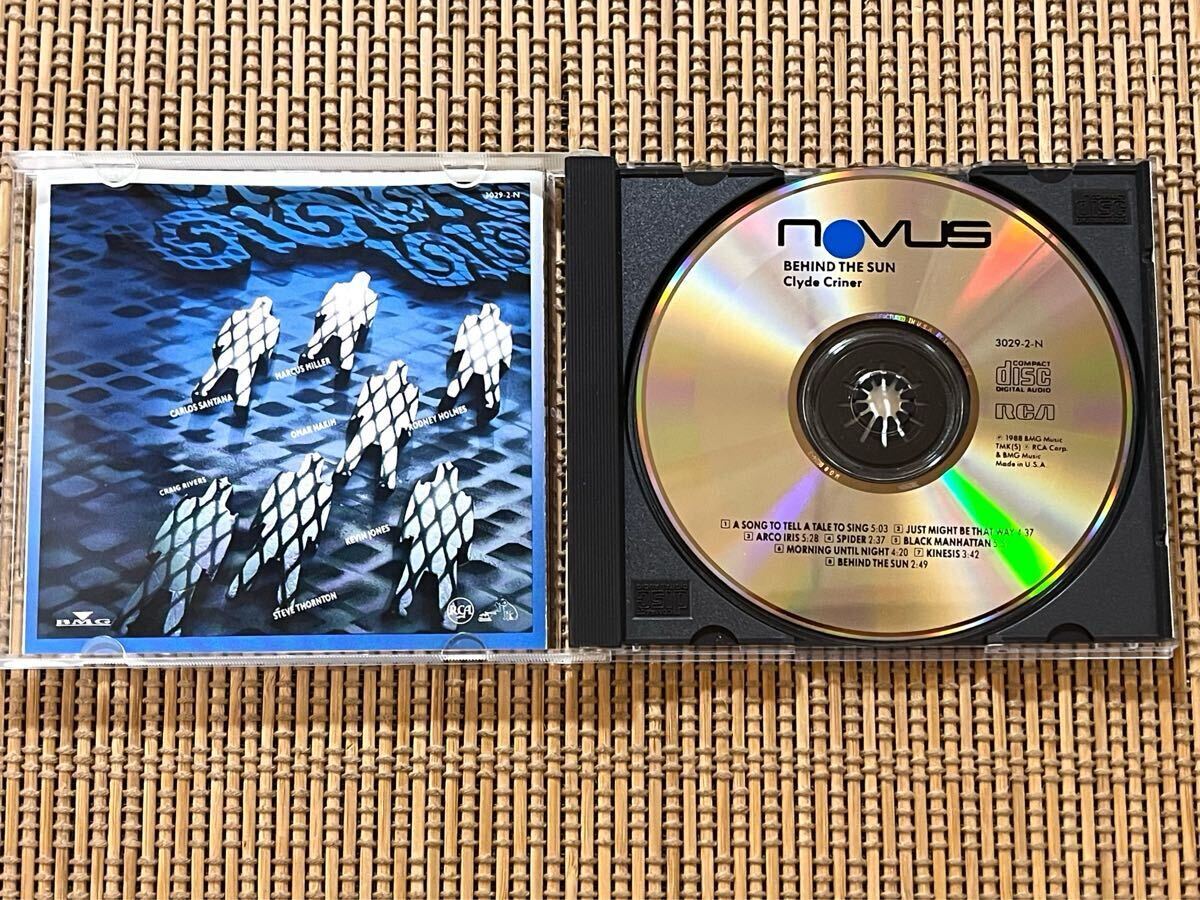 3029-2-N
MARCUS MILLER
CARLOS SANTANA
OMAR HAKIM
RODNEY HOLMES
CRAIG RIVERS
KEVIN JONES
STEVE THORNTON
BMG
RCA
novus
BEHIND THE SUN
Clyde Criner
3029-2-N
COMPACT
disc
DIGITAL AUDIO
RCA
℗ 1988 BMG Music
TMK(S) ® RCA Corp.
& BMG Music
Made in U.S.A.
1 A SONG TO TELL A TALE TO SING 5:03 2 JUST MIGHT BE THAT WAY 4:37
3 ARCO IRIS 5:28 4 SPIDER 2:37 5 BLACK MANHATTAN
6 MORNING UNTIL NIGHT 4:20 7 KINESIS 3:42
8 BEHIND THE SUN 2:49